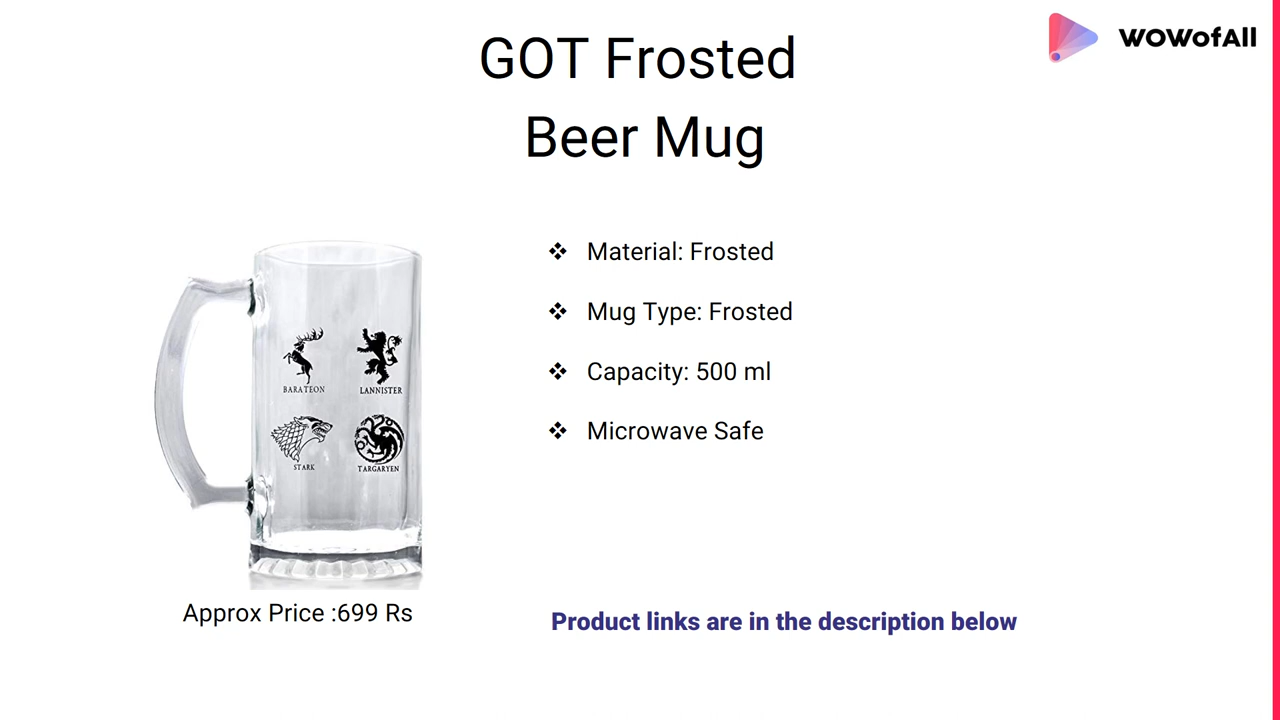 WOWofAll
GOT Frosted
Beer Mug
❖ Material: Frosted
❖ Mug Type: Frosted
❖ Capacity: 500 ml
❖ Microwave Safe
BARATEON
LANNISTER
STARK
TARGARYEN
Approx Price :699 Rs
Product links are in the description below